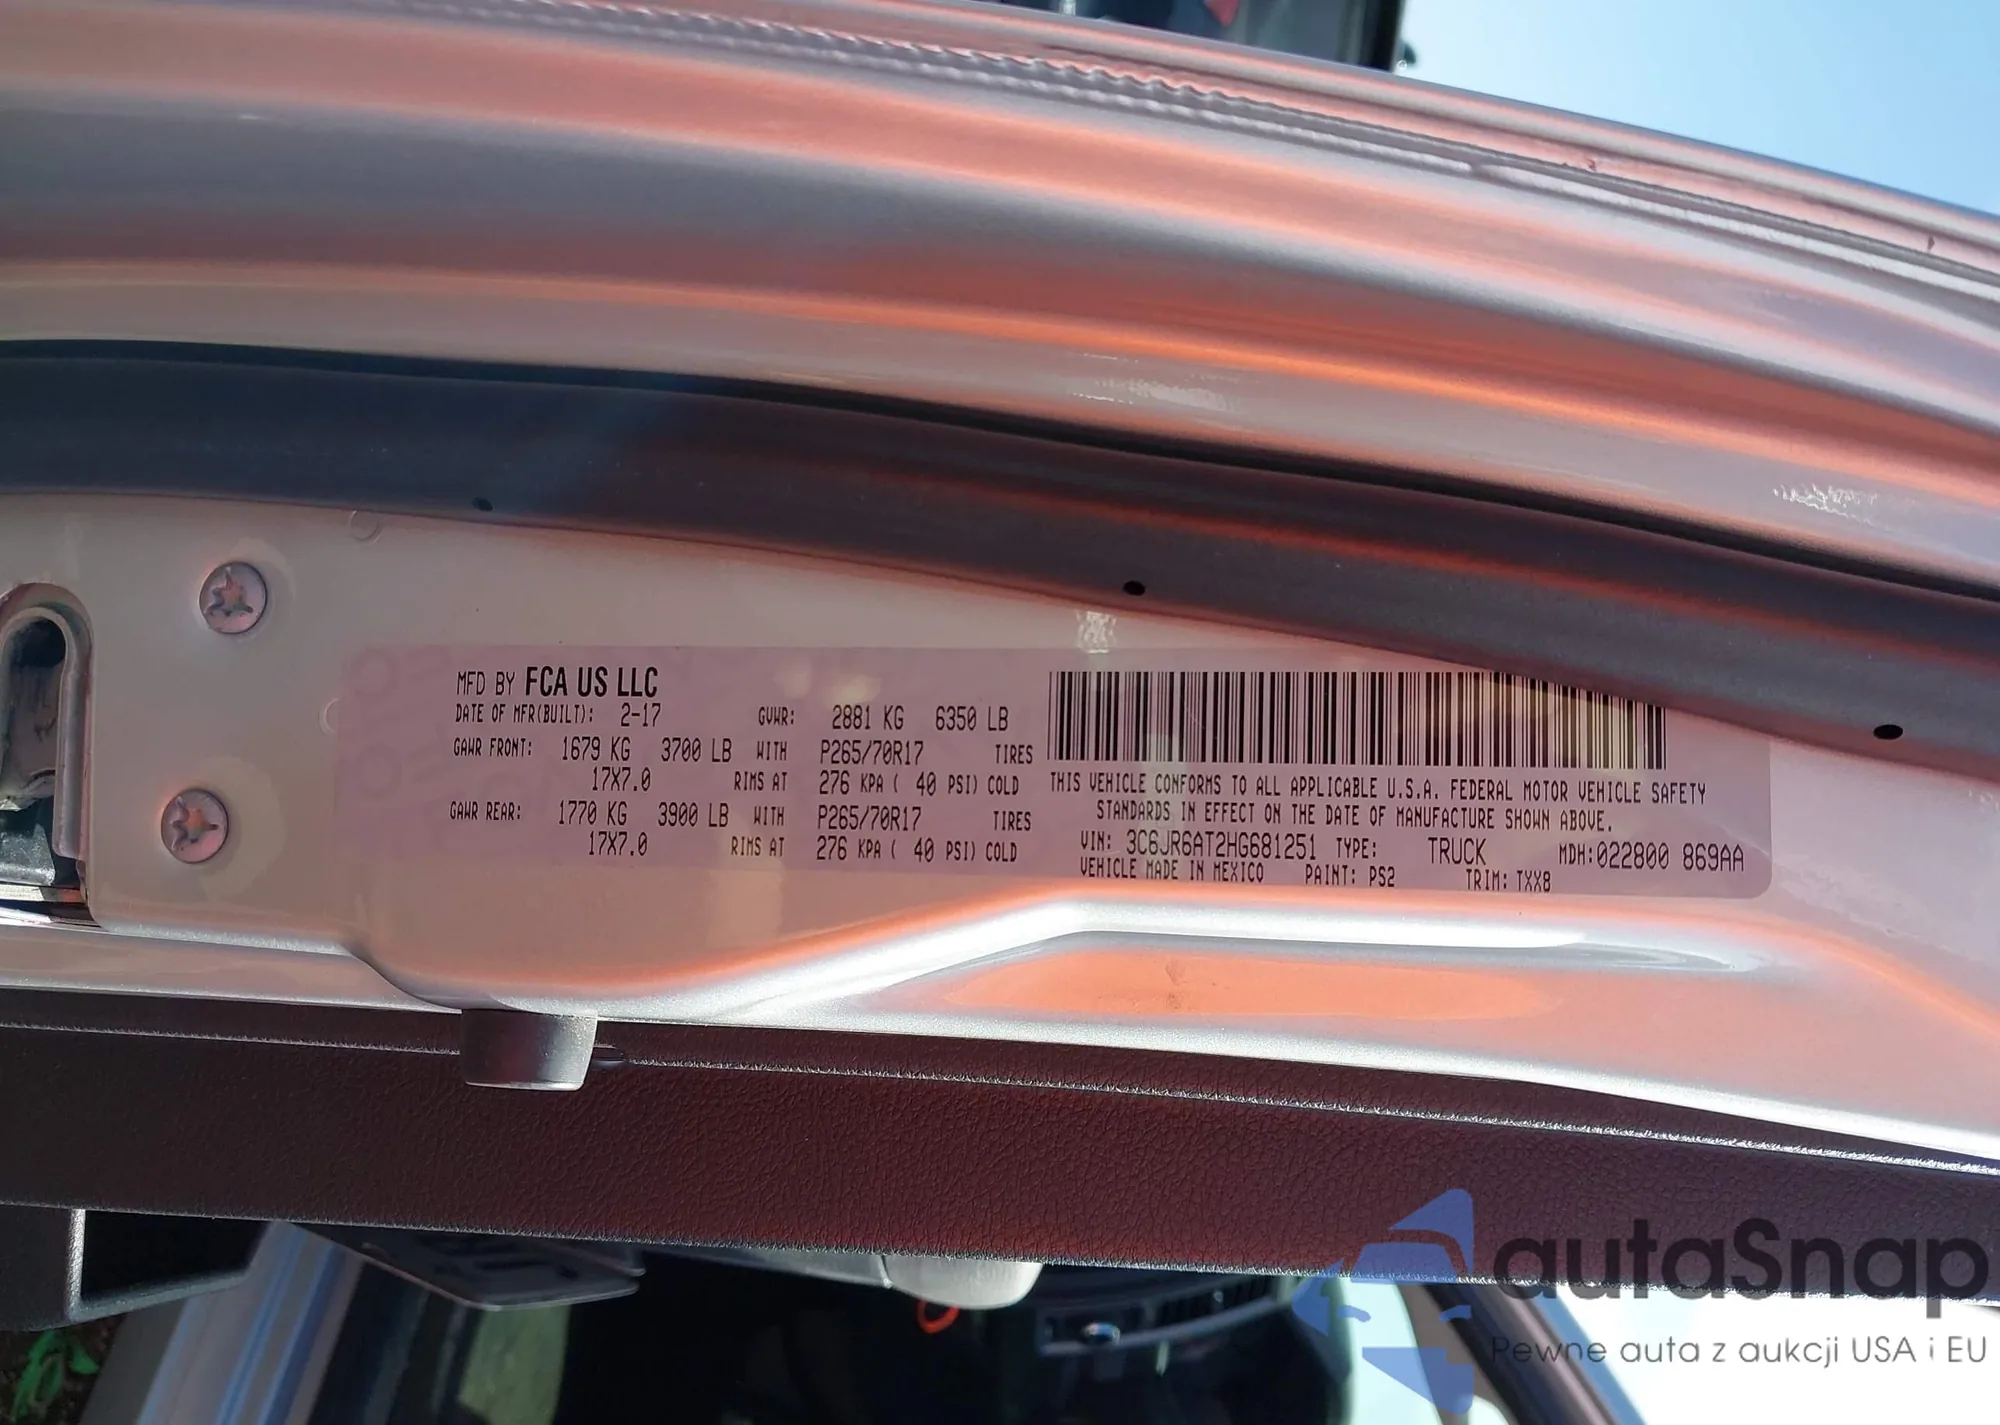 MFD BY FCA US LLC
DATE OF MFR(BUILT): 2-17 GVWR: 2881 KG 6350 LB
GAWR FRONT: 1679 KG 3700 LB WITH P265/70R17 TIRES
17X7.0 RIMS AT 276 KPA ( 40 PSI) COLD
GAWR REAR: 1770 KG 3900 LB WITH P265/70R17 TIRES
17X7.0 RIMS AT 276 KPA ( 40 PSI) COLD
THIS VEHICLE CONFORMS TO ALL APPLICABLE U.S.A. FEDERAL MOTOR VEHICLE SAFETY
STANDARDS IN EFFECT ON THE DATE OF MANUFACTURE SHOWN ABOVE.
VIN: 3C6JR6AT2HG681251 TYPE: TRUCK MDH:022800 869AA
VEHICLE MADE IN MEXICO PAINT: PS2 TRIM: TXX8
autaSnap
Pewne auta z aukcji USA i EU